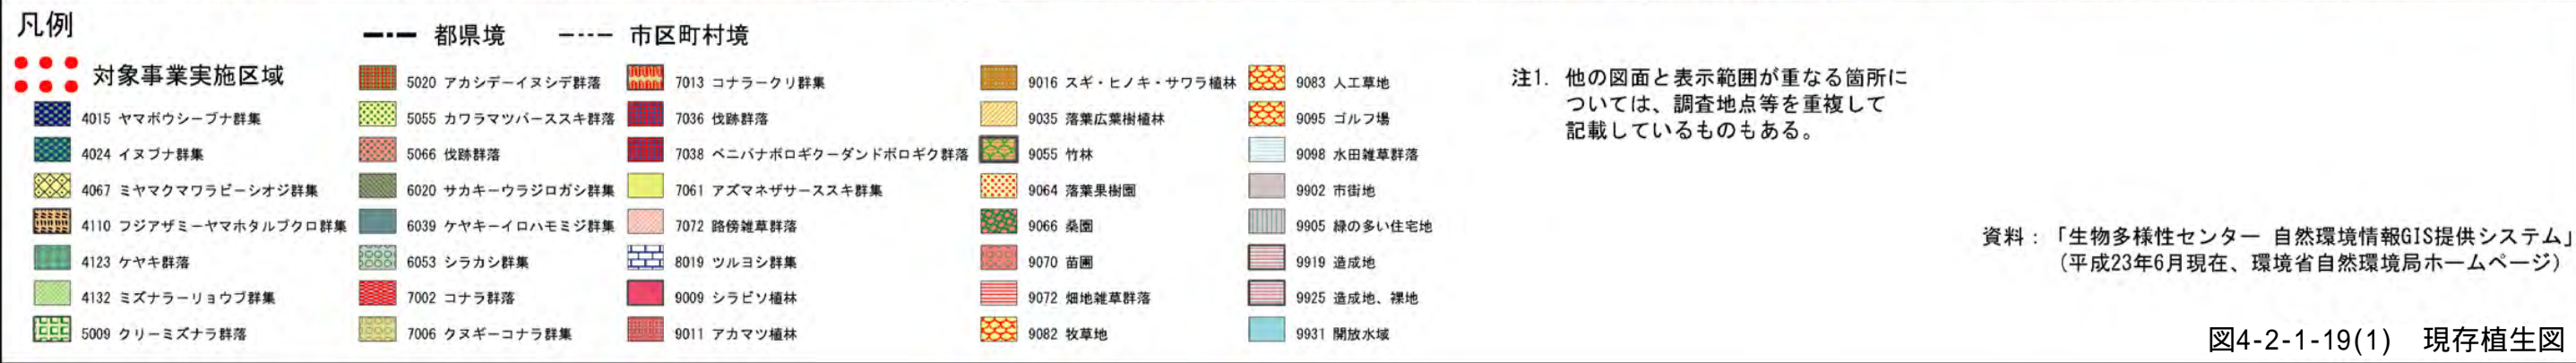 凡例
都県境
市区町村境
対象事業実施区域
4015 ヤマボウシーブナ群集
4024 イヌブナ群集
4067 ミヤマクマワラビーシオジ群集
4110 フジアザミーヤマホタルブクロ群集
4123 ケヤキ群落
4132 ミズナラーリョウブ群集
5009 クリーミズナラ群落
5020 アカシデーイヌシデ群落
5055 カワラマツバーススキ群落
5066 伐跡群落
6020 サカキーウラジロガシ群集
6039 ケヤキーイロハモミジ群集
6053 シラカシ群集
7002 コナラ群落
7006 クヌギーコナラ群集
7013 コナラークリ群集
7036 伐跡群落
7038 ベニバナボロギクーダンドボロギク群落
7061 アズマネザサーススキ群集
7072 路傍雑草群落
8019 ツルヨシ群集
9009 シラビソ植林
9011 アカマツ植林
9016 スギ・ヒノキ・サワラ植林
9035 落葉広葉樹植林
9055 竹林
9064 落葉果樹園
9066 桑園
9070 苗圃
9072 畑地雑草群落
9082 牧草地
9083 人工草地
9095 ゴルフ場
9098 水田雑草群落
9902 市街地
9905 緑の多い住宅地
9919 造成地
9925 造成地、裸地
9931 開放水域
注1. 他の図面と表示範囲が重なる箇所に
ついては、調査地点等を重複して
記載しているものもある。
資料：「生物多様性センター 自然環境情報GIS提供システム」
（平成23年6月現在、環境省自然環境局ホームページ）
図4-2-1-19(1) 現存植生図